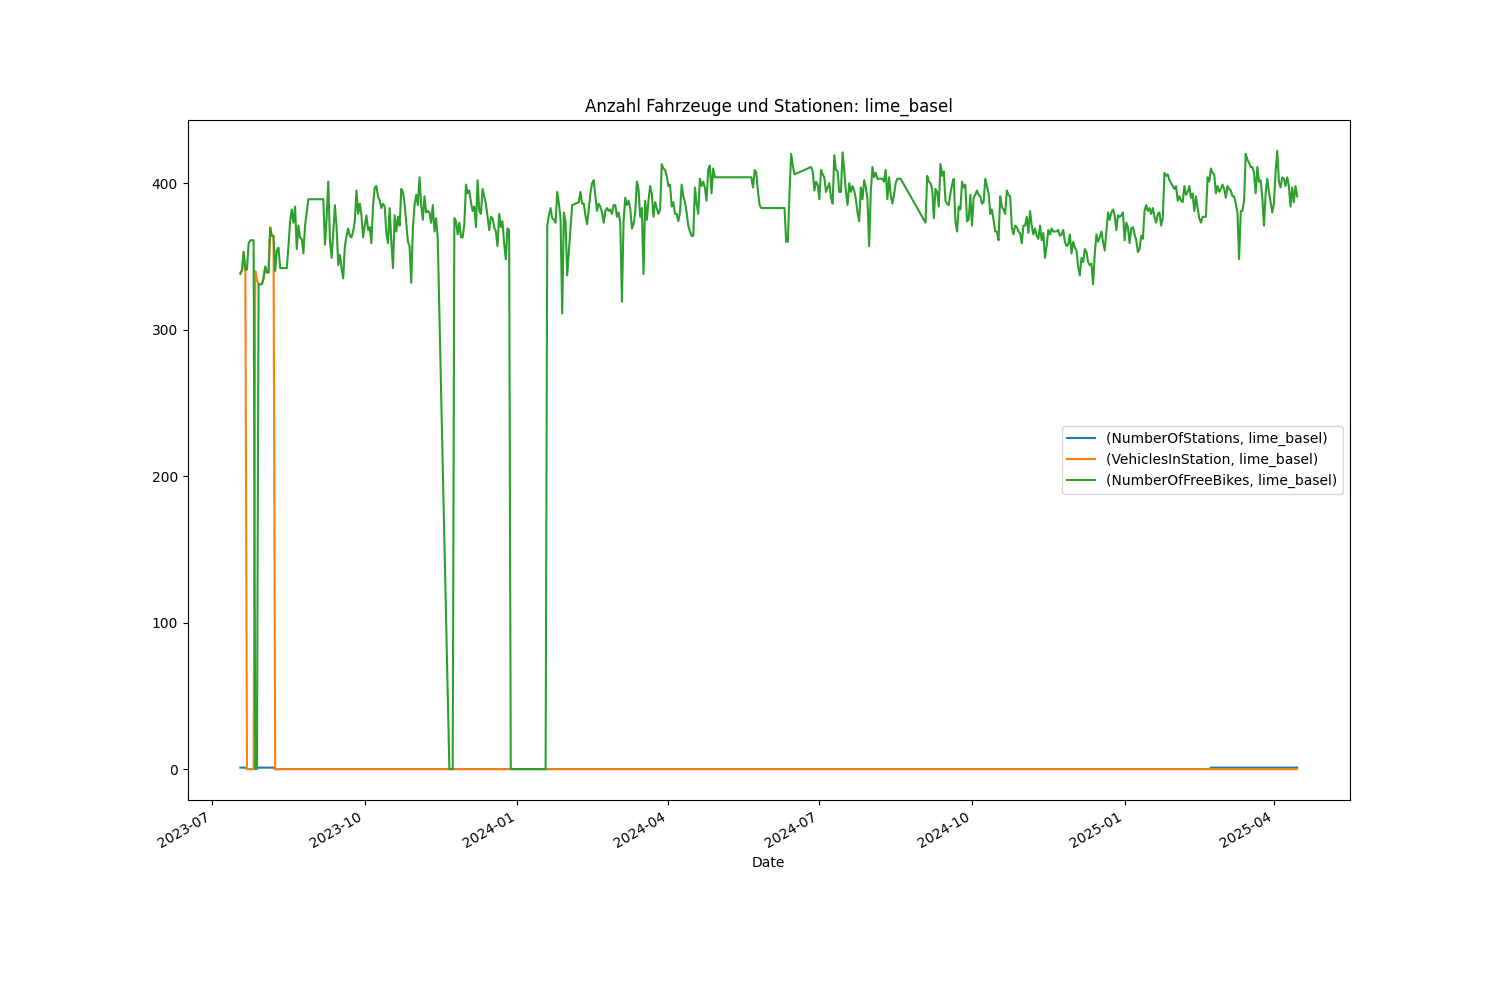 Anzahl Fahrzeuge und Stationen: lime_basel
400
300
200
100
0
(NumberOfStations, lime_basel)
(VehiclesInStation, lime_basel)
(NumberOfFreeBikes, lime_basel)
2023-07
2023-10
2024-01
2024-04
2024-07
2024-10
2025-01
2025-04
Date